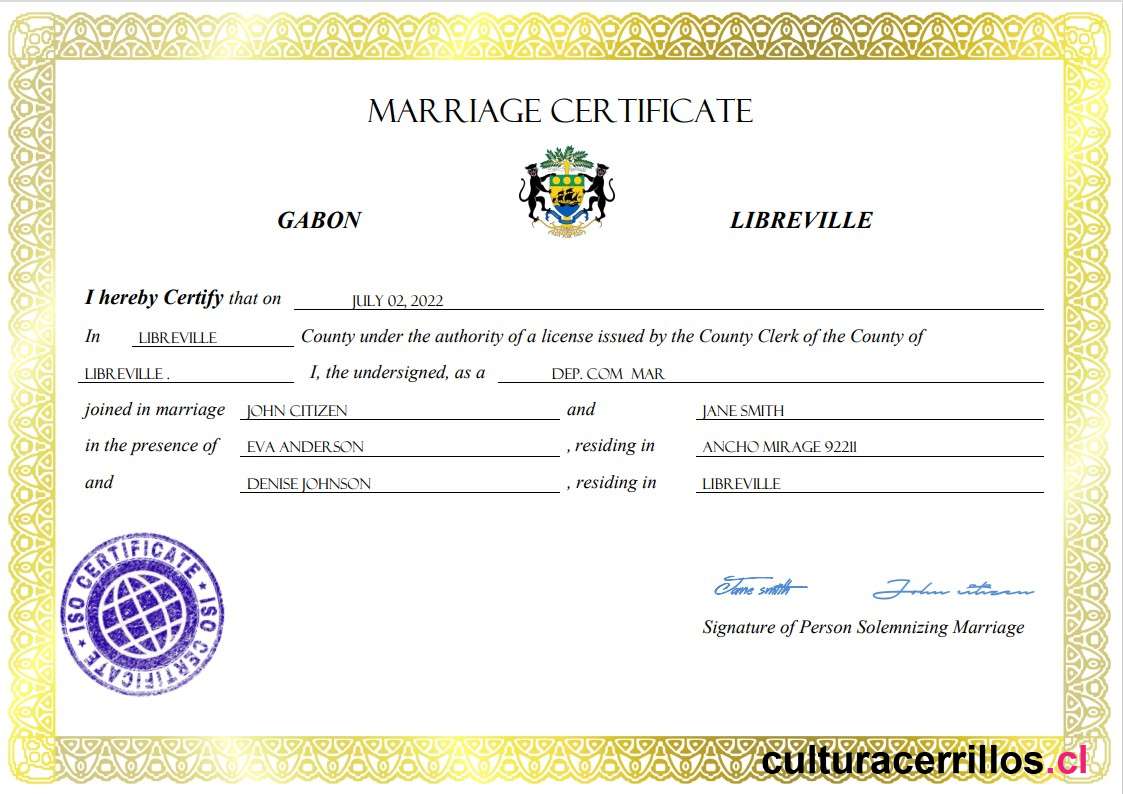 MARRIAGE CERTIFICATE
GABON LIBREVILLE
I hereby Certify that on JULY 02, 2022
In LIBREVILLE County under the authority of a license issued by the County Clerk of the County of
LIBREVILLE . I, the undersigned, as a DEP. COM MAR
joined in marriage JOHN CITIZEN and JANE SMITH
in the presence of EVA ANDERSON , residing in ANCHO MIRAGE 92211
and DENISE JOHNSON , residing in LIBREVILLE
ISO CERTIFICATE ★ ISO CERTIFICATE ★
Jane smith John citizen
Signature of Person Solemnizing Marriage
culturacerrillos.cl